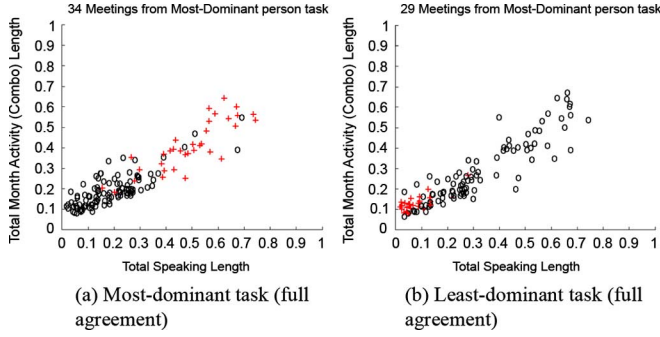 34 Meetings from Most-Dominant person task
1
0.9
0.8
0.7
0.6
0.5
0.4
0.3
0.2
0.1
0
Total Month Activity (Combo) Length
0 0.1 0.2 0.3 0.4 0.5 0.6 0.7 0.8 0.9 1
Total Speaking Length
(a) Most-dominant task (full
agreement)
29 Meetings from Most-Dominant person task
1
0.9
0.8
0.7
0.6
0.5
0.4
0.3
0.2
0.1
0
Total Month Activity (Combo) Length
0 0.1 0.2 0.3 0.4 0.5 0.6 0.7 0.8 0.9 1
Total Speaking Length
(b) Least-dominant task (full
agreement)